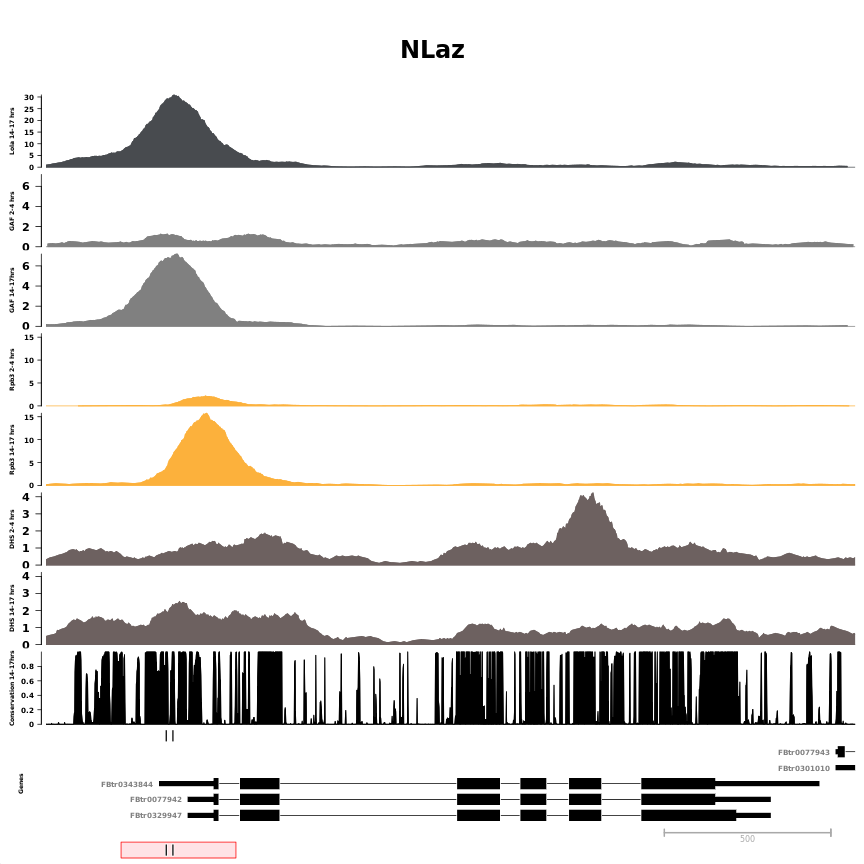 NLaz
Lola 14-17 hrs
30
25
20
15
10
5
0
GAF 2-4 hrs
6
4
2
0
GAF 14-17hrs
6
4
2
0
Rpb3 2-4 hrs
15
10
5
0
Rpb3 14-17 hrs
15
10
5
0
DHS 2-4 hrs
4
3
2
1
0
DHS 14-17 hrs
4
3
2
1
0
Conservation 14-17hrs
0.8
0.6
0.4
0.2
0
Genes
FBtr0077943
FBtr0301010
FBtr0343844
FBtr0077942
FBtr0329947
500